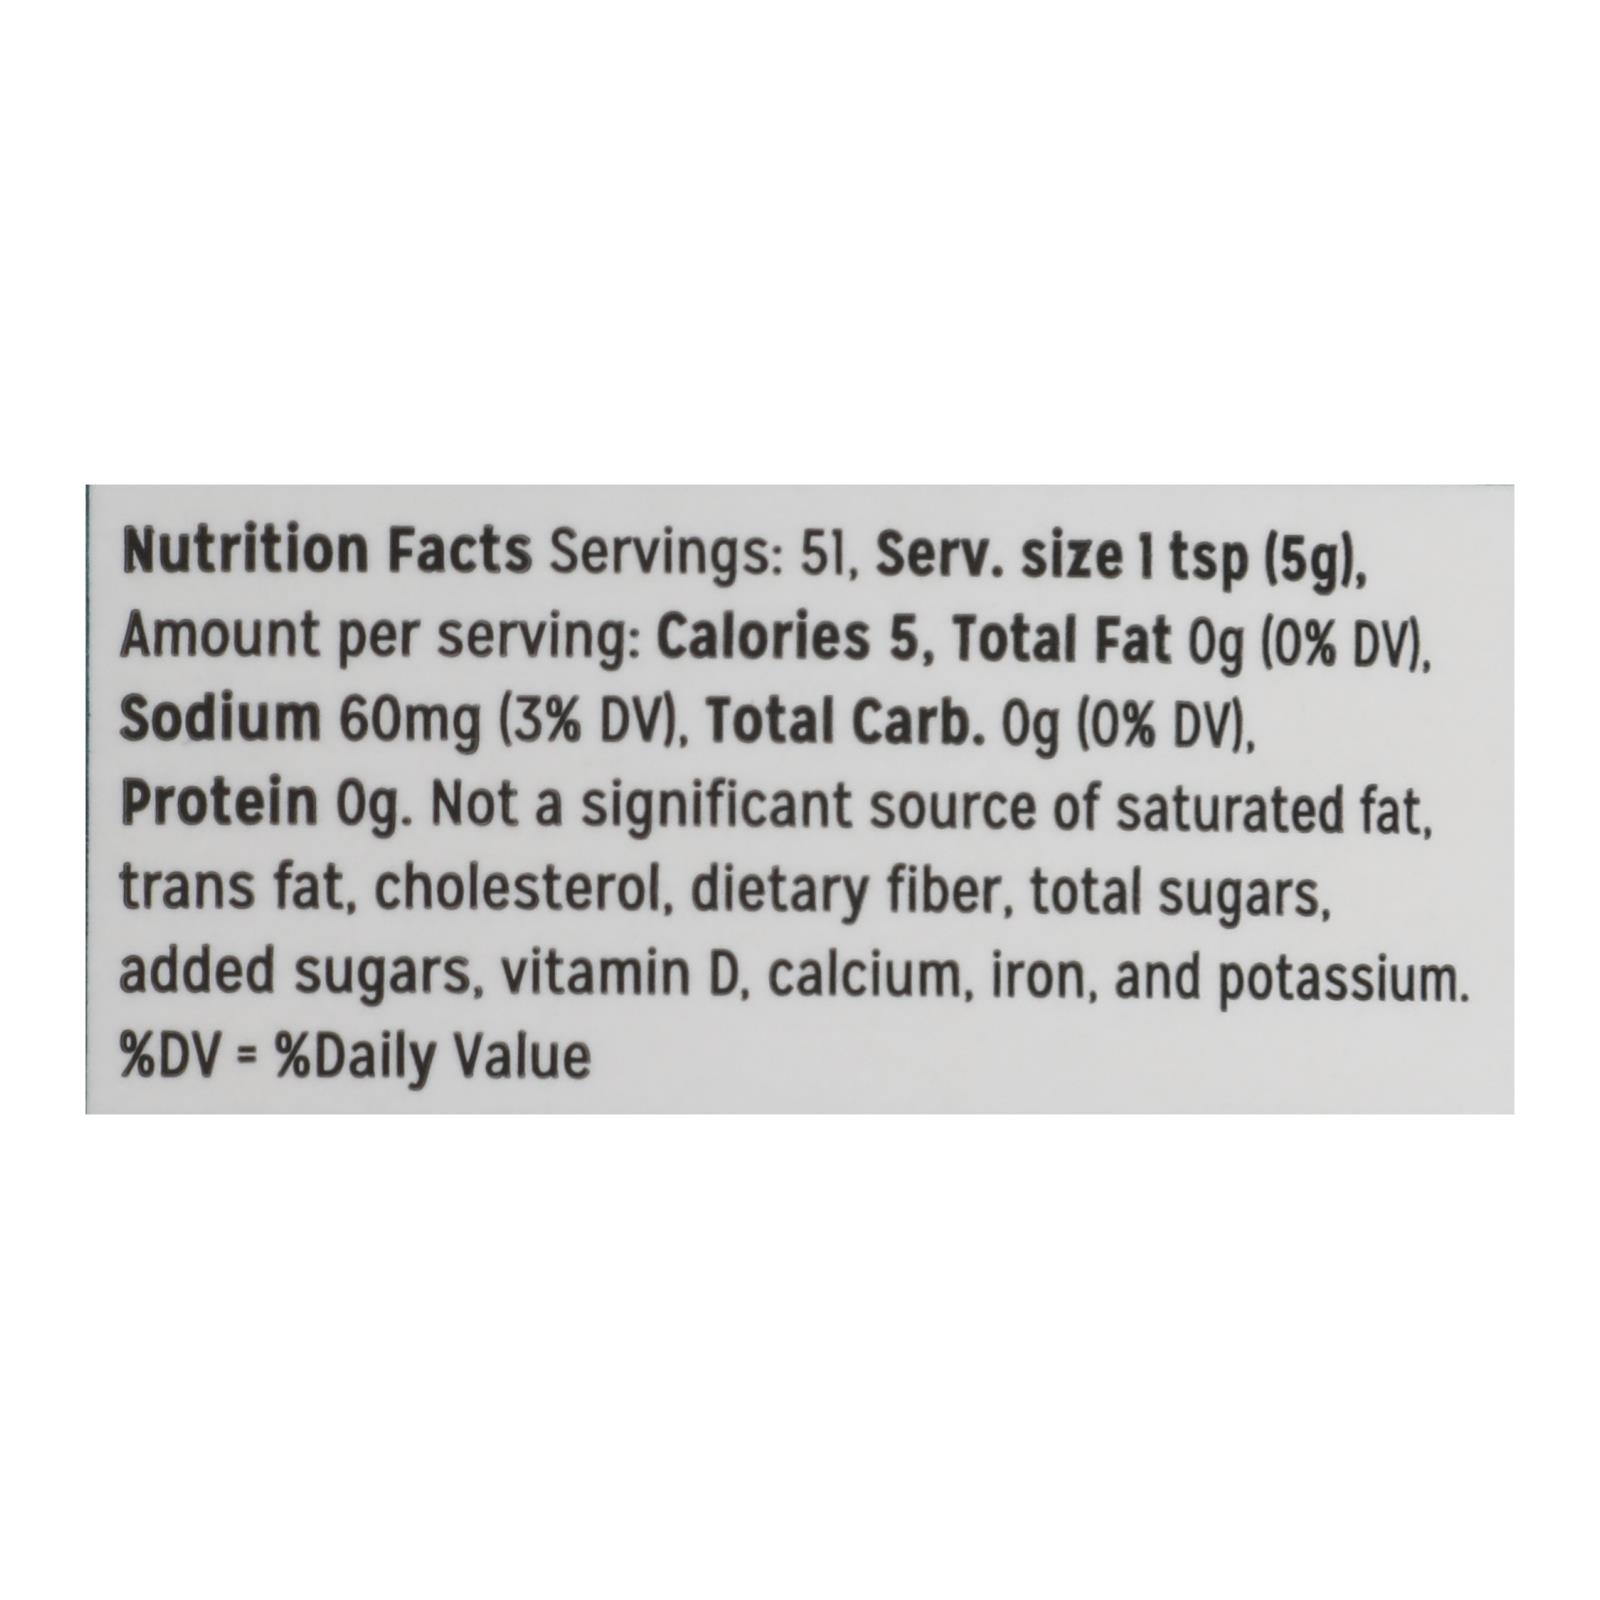 Nutrition Facts Servings: 51, Serv. size 1 tsp (5g),
Amount per serving: Calories 5, Total Fat 0g (0% DV),
Sodium 60mg (3% DV), Total Carb. 0g (0% DV),
Protein 0g. Not a significant source of saturated fat,
trans fat, cholesterol, dietary fiber, total sugars,
added sugars, vitamin D, calcium, iron, and potassium.
%DV = %Daily Value